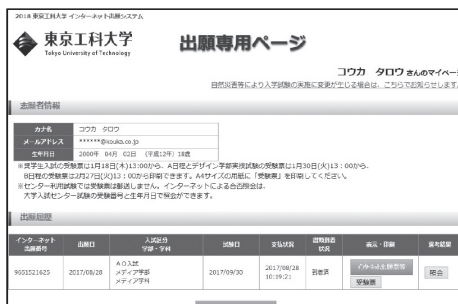 2018 東京工科大学 インターネット出願システム
東京工科大学
Tokyo University of Technology
出願専用ページ
コウカ タロウ さんのマイページ
自然災害等により入学試験の実施に変更が生じる場合は、こちらでお知らせします。
志願者情報
カナ名 コウカ タロウ
メールアドレス ******@kouka.co.jp
生年月日 2000年 04月 02日 (平成12年) 18歳
※奨学生入試の受験票は1月18日(木)13:00から、A日程とデザイン学部実技試験の受験票は1月30日(火)13:00から、
B日程の受験票は2月27日(火)13:00から印刷できます。A4サイズの用紙に「受験票」を印刷してください。
※センター利用試験では受験票は郵送しません。インターネットによる合否照会は、
大学入試センター試験の受験番号と生年月日で照会ができます。
出願履歴
インターネット出願番号 出願日 入試区分 学部・学科 試験日 支払状況 書類到着状況 表示・印刷 選考結果
9651521625 2017/08/28 AO入試 メディア学部 メディア学科 2017/09/30 2017/08/28 10:19:21 到着済 受験票 照会